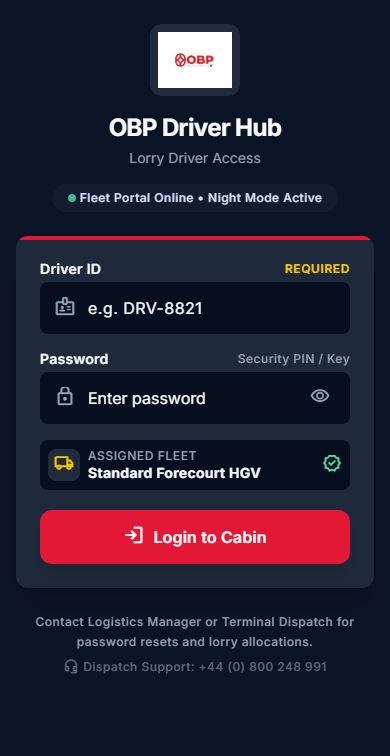 OBP
OBP Driver Hub
Lorry Driver Access
Fleet Portal Online • Night Mode Active
Driver ID REQUIRED
e.g. DRV-8821
Password Security PIN / Key
Enter password
ASSIGNED FLEET
Standard Forecourt HGV
Login to Cabin
Contact Logistics Manager or Terminal Dispatch for
password resets and lorry allocations.
Dispatch Support: +44 (0) 800 248 991